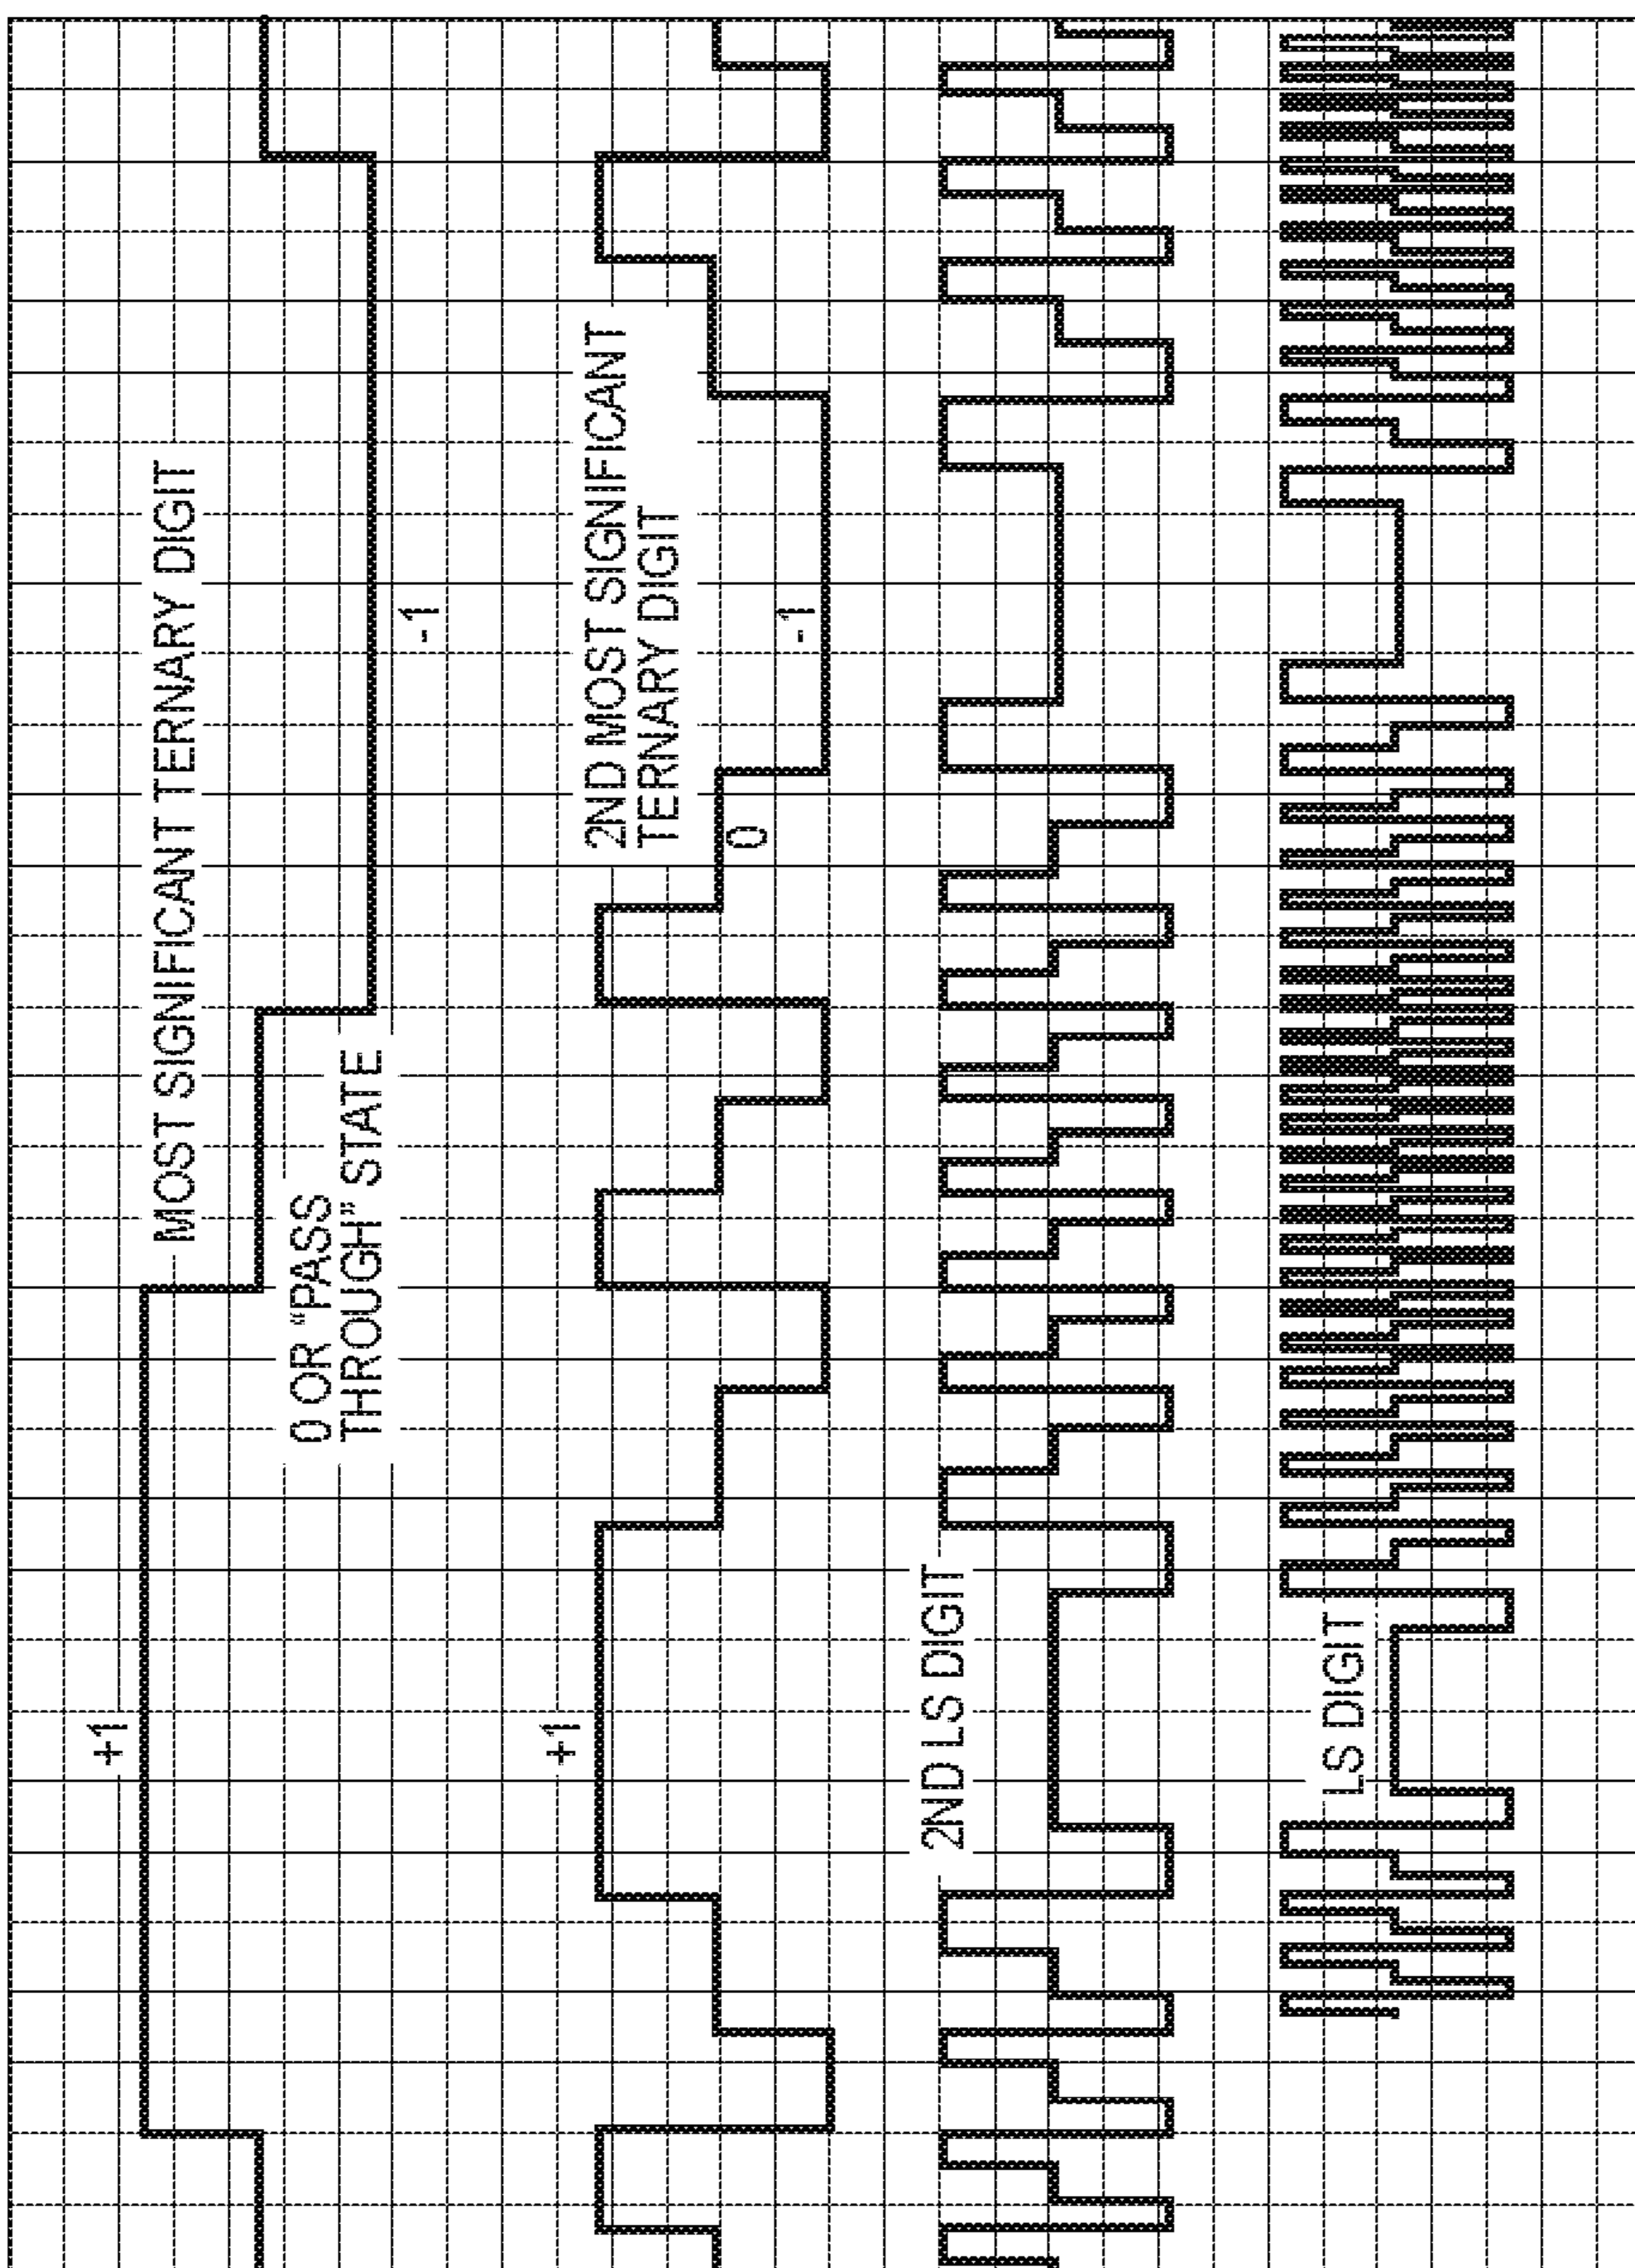 MOST SIGNIFICANT TERNARY DIGIT
+1
0 OR "PASS
THROUGH" STATE
-1
2ND MOST SIGNIFICANT
TERNARY DIGIT
+1
0
-1
2ND LS DIGIT
LS DIGIT